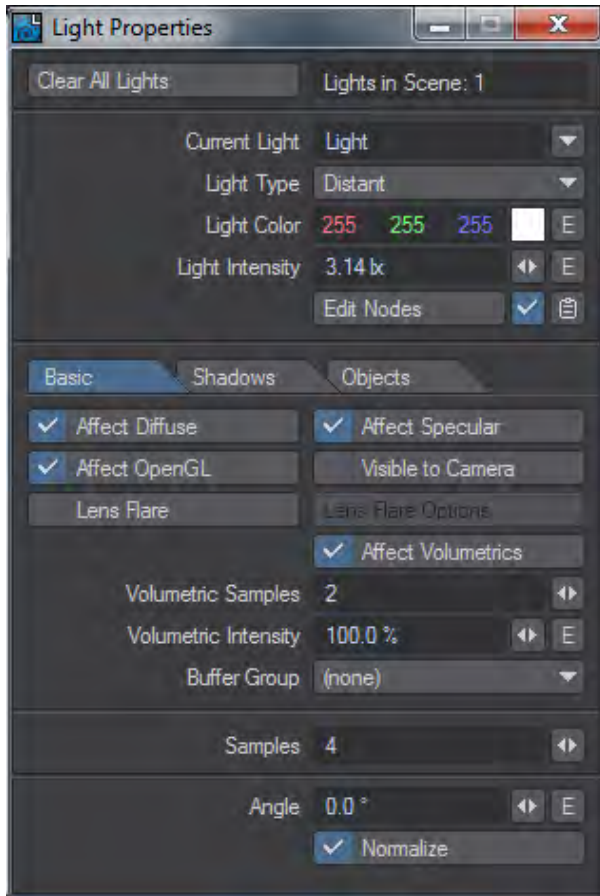 Light Properties
Clear All Lights Lights in Scene: 1
Current Light Light
Light Type Distant
Light Color 255 255 255 E
Light Intensity 3.14 lx E
Edit Nodes
Basic Shadows Objects
Affect Diffuse Affect Specular
Affect OpenGL Visible to Camera
Lens Flare Lens Flare Options
Affect Volumetrics
Volumetric Samples 2
Volumetric Intensity 100.0 % E
Buffer Group (none)
Samples 4
Angle 0.0 ° E
Normalize